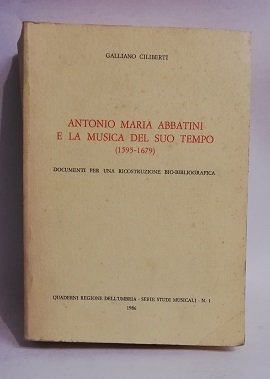 GALLIANO CILIBERTI
ANTONIO MARIA ABBATINI
E LA MUSICA DEL SUO TEMPO
(1595-1679)
DOCUMENTI PER UNA RICOSTRUZIONE BIO-BIBLIOGRAFICA
QUADERNI REGIONE DELL'UMBRIA - SERIE STUDI MUSICALI - N. 1
1986